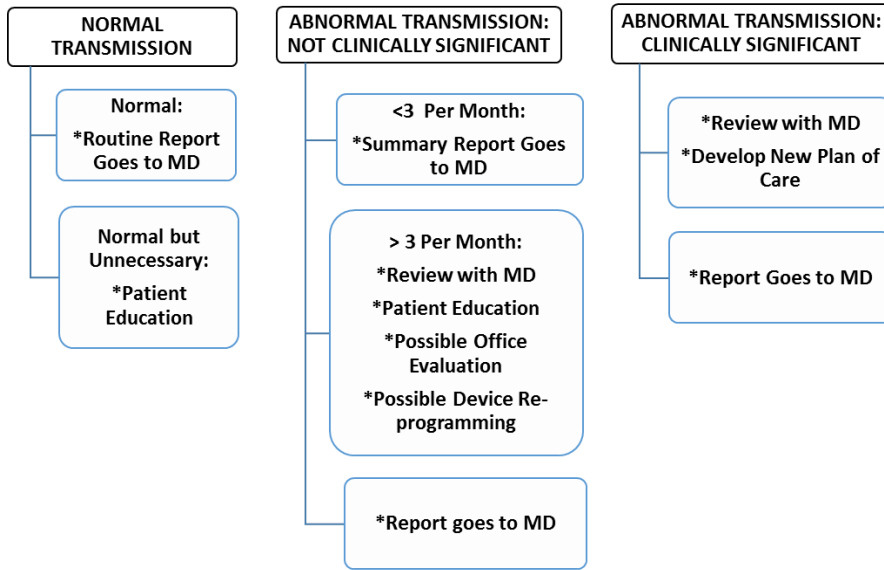 NORMAL
TRANSMISSION
Normal:
*Routine Report
Goes to MD
Normal but
Unnecessary:
*Patient
Education
ABNORMAL TRANSMISSION:
NOT CLINICALLY SIGNIFICANT
<3 Per Month:
*Summary Report Goes
to MD
> 3 Per Month:
*Review with MD
*Patient Education
*Possible Office
Evaluation
*Possible Device Re-
programming
*Report goes to MD
ABNORMAL TRANSMISSION:
CLINICALLY SIGNIFICANT
*Review with MD
*Develop New Plan of
Care
*Report Goes to MD